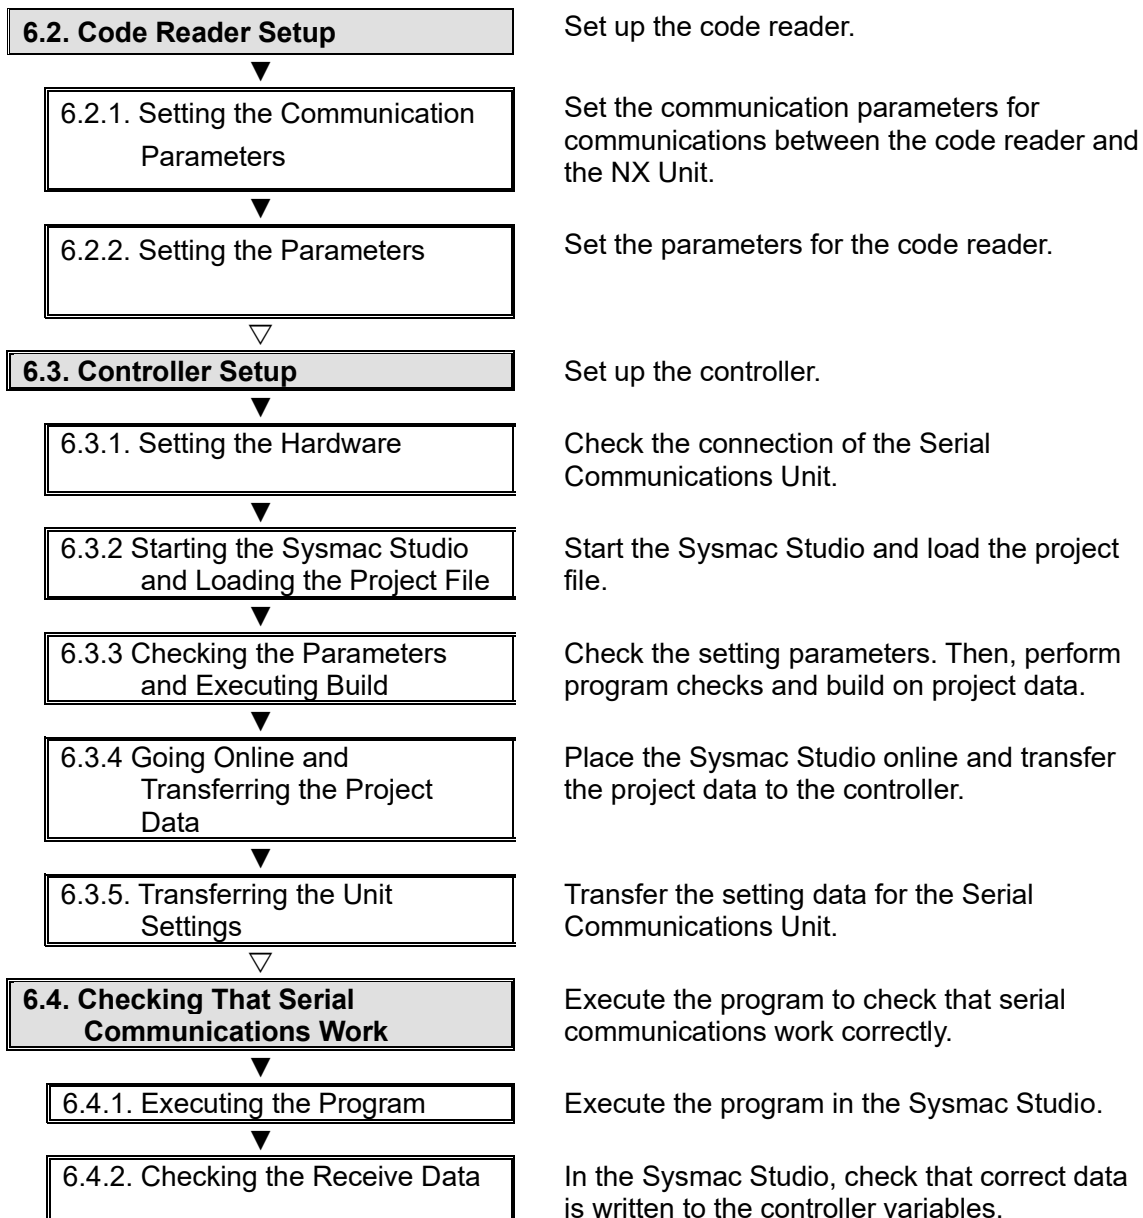 6.2. Code Reader Setup
Set up the code reader.
6.2.1. Setting the Communication
Parameters
Set the communication parameters for
communications between the code reader and
the NX Unit.
6.2.2. Setting the Parameters
Set the parameters for the code reader.
6.3. Controller Setup
Set up the controller.
6.3.1. Setting the Hardware
Check the connection of the Serial
Communications Unit.
6.3.2 Starting the Sysmac Studio
and Loading the Project File
Start the Sysmac Studio and load the project
file.
6.3.3 Checking the Parameters
and Executing Build
Check the setting parameters. Then, perform
program checks and build on project data.
6.3.4 Going Online and
Transferring the Project
Data
Place the Sysmac Studio online and transfer
the project data to the controller.
6.3.5. Transferring the Unit
Settings
Transfer the setting data for the Serial
Communications Unit.
6.4. Checking That Serial
Communications Work
Execute the program to check that serial
communications work correctly.
6.4.1. Executing the Program
Execute the program in the Sysmac Studio.
6.4.2. Checking the Receive Data
In the Sysmac Studio, check that correct data
is written to the controller variables.